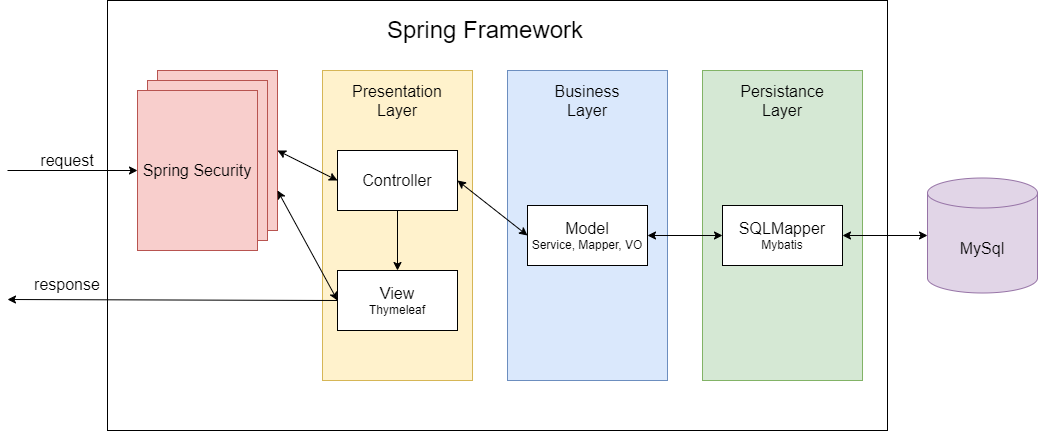 Spring Framework
Presentation
Layer
Business
Layer
Persistance
Layer
request
Spring Security
Controller
Model
Service, Mapper, VO
SQLMapper
Mybatis
MySql
response
View
Thymeleaf